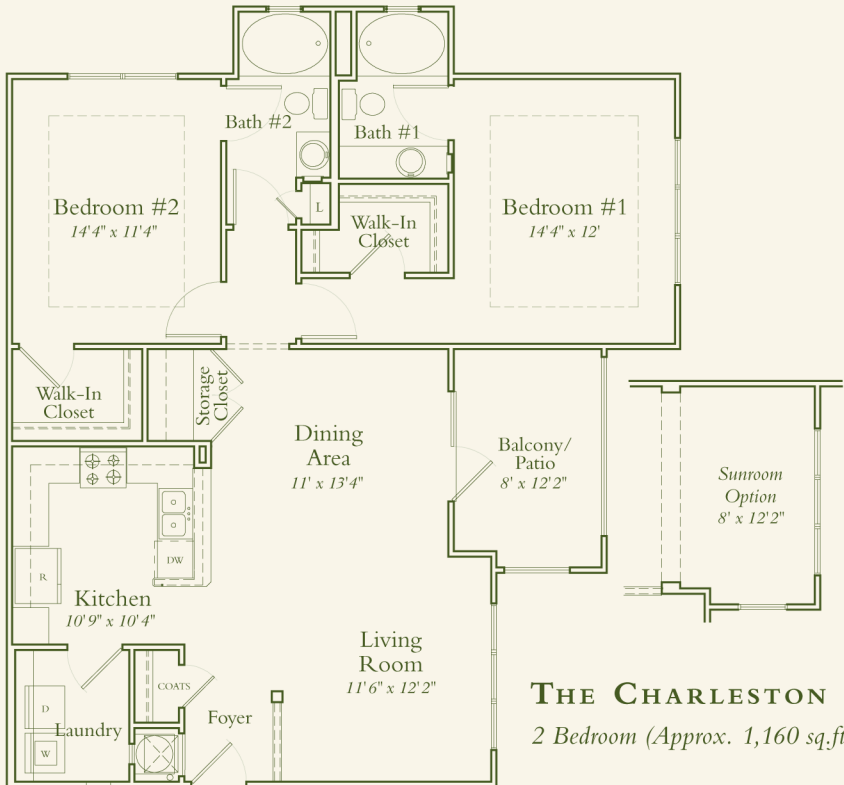 Bath #2
Bath #1
Bedroom #2
14'4" x 11'4"
L
Walk-In
Closet
Bedroom #1
14'4" x 12'
Walk-In
Closet
Storage
Closet
Dining
Area
11' x 13'4"
Balcony/
Patio
8' x 12'2"
Sunroom
Option
8' x 12'2"
DW
R
Kitchen
10'9" x 10'4"
Living
Room
11'6" x 12'2"
COATS
D
Laundry
W
Foyer
THE CHARLESTON
2 Bedroom (Approx. 1,160 sq.ft